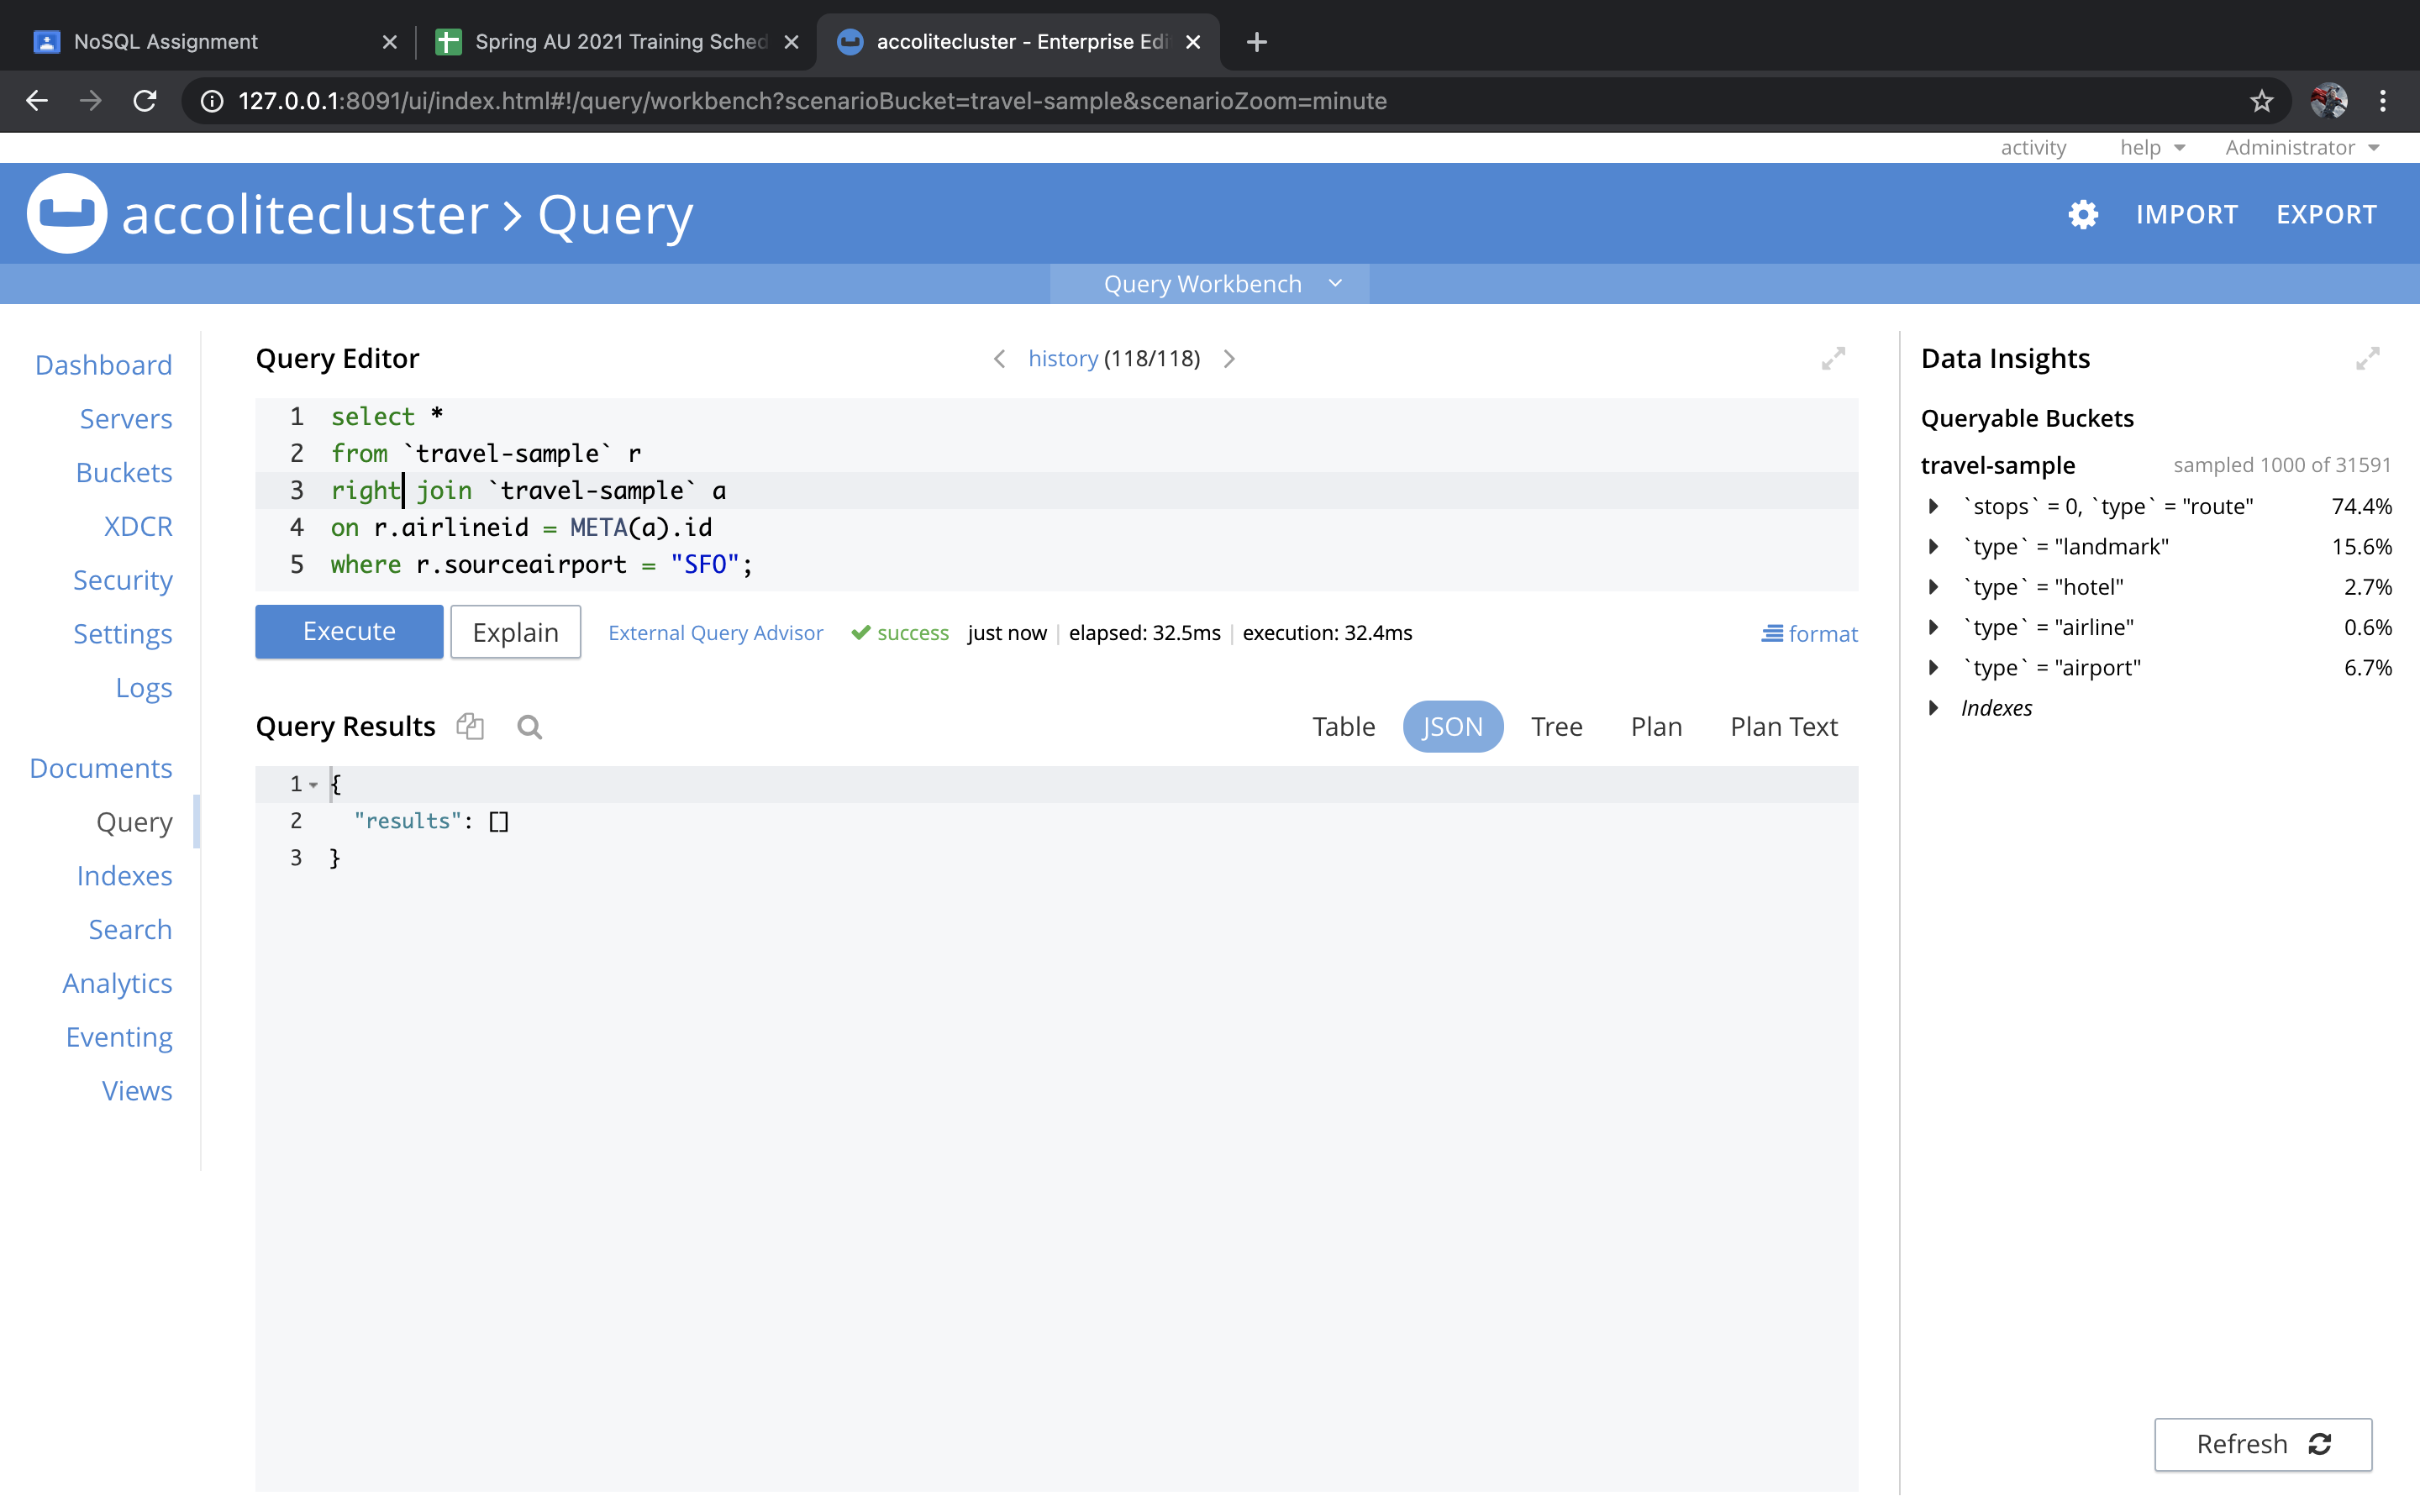 NoSQL Assignment
Spring AU 2021 Training Sched
accolitecluster - Enterprise Edi
127.0.0.1:8091/ui/index.html#!/query/workbench?scenarioBucket=travel-sample&scenarioZoom=minute
activity help Administrator
accolitecluster > Query
IMPORT EXPORT
Query Workbench
Dashboard
Servers
Buckets
XDCR
Security
Settings
Logs
Documents
Query
Indexes
Search
Analytics
Eventing
Views
Query Editor
history (118/118)
1 select *
2 from `travel-sample` r
3 right join `travel-sample` a
4 on r.airlineid = META(a).id
5 where r.sourceairport = "SFO";
Execute Explain External Query Advisor success just now | elapsed: 32.5ms | execution: 32.4ms format
Query Results
Table JSON Tree Plan Plan Text
1 {
2 "results": []
3 }
Data Insights
Queryable Buckets
travel-sample sampled 1000 of 31591
`stops` = 0, `type` = "route" 74.4%
`type` = "landmark" 15.6%
`type` = "hotel" 2.7%
`type` = "airline" 0.6%
`type` = "airport" 6.7%
Indexes
Refresh